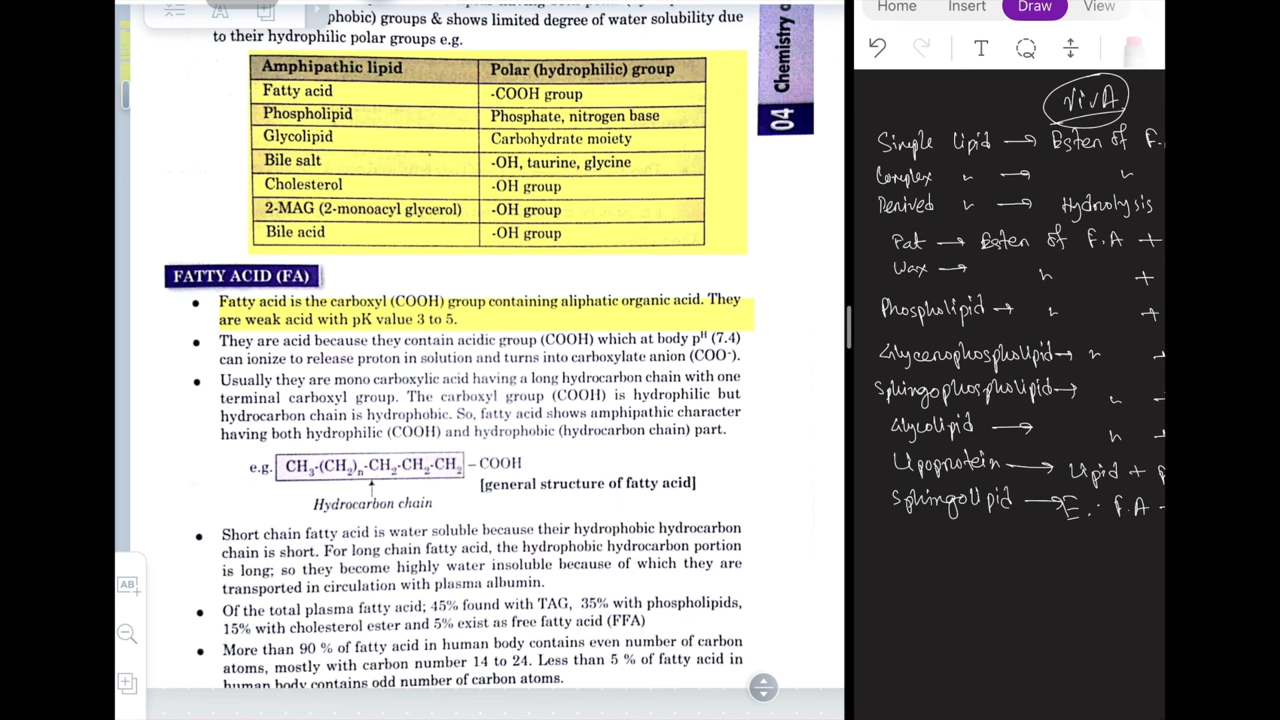 phobic) groups & shows limited degree of water solubility due
to their hydrophilic polar groups e.g.
Amphipathic lipid Polar (hydrophilic) group
Fatty acid -COOH group
Phospholipid Phosphate, nitrogen base
Glycolipid Carbohydrate moiety
Bile salt -OH, taurine, glycine
Cholesterol -OH group
2-MAG (2-monoacyl glycerol) -OH group
Bile acid -OH group
FATTY ACID (FA)
• Fatty acid is the carboxyl (COOH) group containing aliphatic organic acid. They
are weak acid with pK value 3 to 5.
• They are acid because they contain acidic group (COOH) which at body pᴴ (7.4)
can ionize to release proton in solution and turns into carboxylate anion (COO⁻).
• Usually they are mono carboxylic acid having a long hydrocarbon chain with one
terminal carboxyl group. The carboxyl group (COOH) is hydrophilic but
hydrocarbon chain is hydrophobic. So, fatty acid shows amphipathic character
having both hydrophilic (COOH) and hydrophobic (hydrocarbon chain) part.
e.g. CH₃-(CH₂)ₙ-CH₂-CH₂-CH₂ – COOH
[general structure of fatty acid]
Hydrocarbon chain
• Short chain fatty acid is water soluble because their hydrophobic hydrocarbon
chain is short. For long chain fatty acid, the hydrophobic hydrocarbon portion
is long; so they become highly water insoluble because of which they are
transported in circulation with plasma albumin.
• Of the total plasma fatty acid; 45% found with TAG, 35% with phospholipids,
15% with cholesterol ester and 5% exist as free fatty acid (FFA)
• More than 90 % of fatty acid in human body contains even number of carbon
atoms, mostly with carbon number 14 to 24. Less than 5 % of fatty acid in
human body contains odd number of carbon atoms.
04 Chemistry
AB
Home Insert Draw View
T
VIVA
Simple lipid → Ester of F.
Complex " → "
Derived " → Hydrolysis
Fat → Ester of F.A +
Wax → " +
Phospholipid → " +
Glycerophospholipid → "
Sphingophospholipid → "
Glycolipid → "
Lipoprotein → Lipid +
Sphingolipid → E. F.A